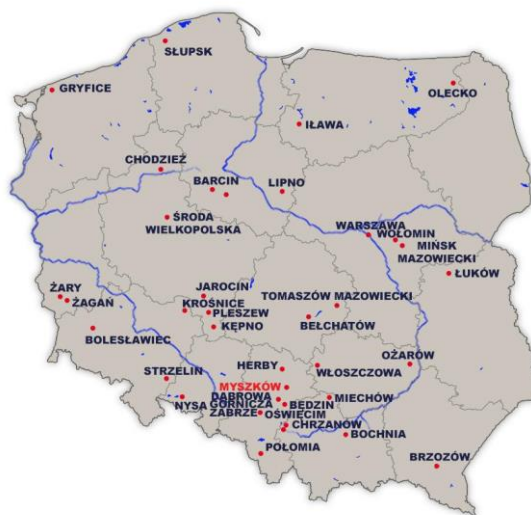 SŁUPSK
GRYFICE
OLECKO
IŁAWA
CHODZIEŻ
BARCIN
LIPNO
ŚRODA
WIELKOPOLSKA
WARSZAWA
WOŁOMIN
MIŃSK
MAZOWIECKI
ŁUKÓW
ŻARY
ŻAGAŃ
JAROCIN
KROŚNICE
PLESZEW
KĘPNO
TOMASZÓW MAZOWIECKI
BEŁCHATÓW
BOLESŁAWIEC
OŻARÓW
HERBY
WŁOSZCZOWA
STRZELIN
MYSZKÓW
NYSA
DĄBROWA
GÓRNICZA
BĘDZIN
MIECHÓW
ZABRZE
OŚWIĘCIM
CHRZANÓW
BOCHNIA
POŁOMIA
BRZOZÓW